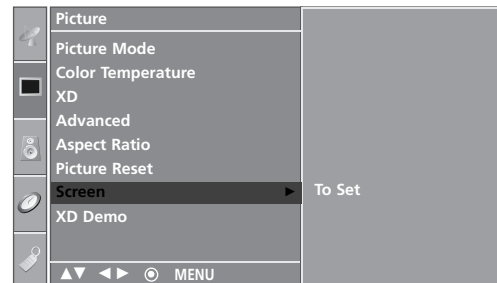 Picture
Picture Mode
Color Temperature
XD
Advanced
Aspect Ratio
Picture Reset
Screen ► To Set
XD Demo
▲▼ ◄► ◉ MENU